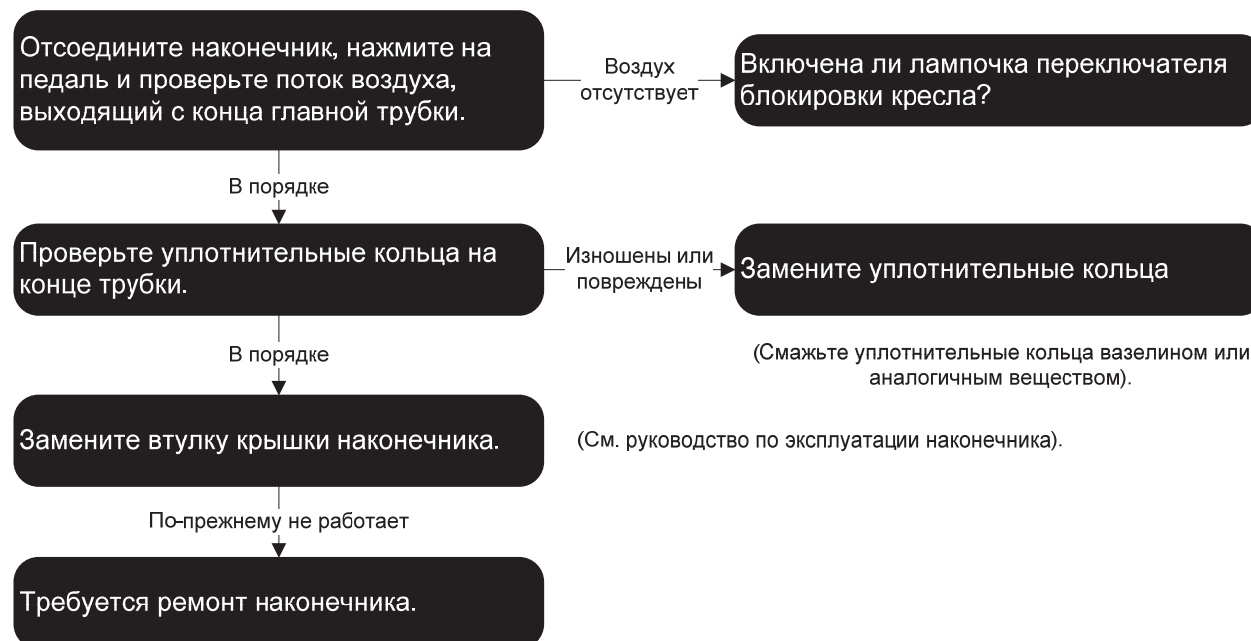 Отсоедините наконечник, нажмите на
педаль и проверьте поток воздуха,
выходящий с конца главной трубки.
Воздух
отсутствует
Включена ли лампочка переключателя
блокировки кресла?
В порядке
Проверьте уплотнительные кольца на
конце трубки.
Изношены или
повреждены
Замените уплотнительные кольца
(Смажьте уплотнительные кольца вазелином или
аналогичным веществом).
В порядке
Замените втулку крышки наконечника.
(См. руководство по эксплуатации наконечника).
По-прежнему не работает
Требуется ремонт наконечника.